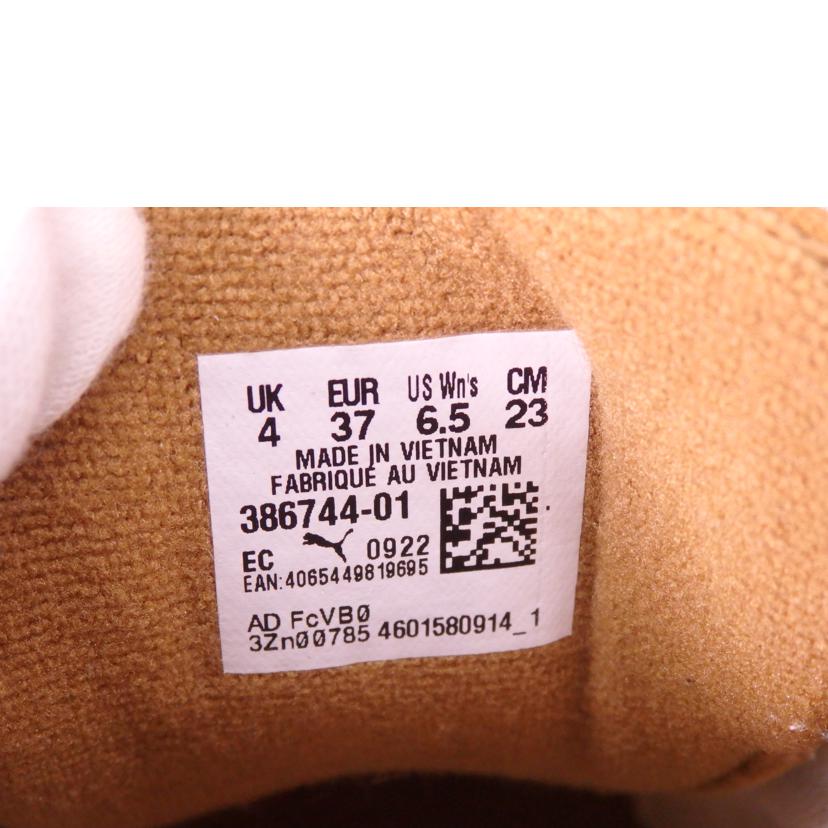 UK EUR US Wn's CM
4 37 6.5 23
MADE IN VIETNAM
FABRIQUE AU VIETNAM
386744-01
EC 0922
EAN:4065449819695
AD FcVB0
3Zn00785 4601580914_1